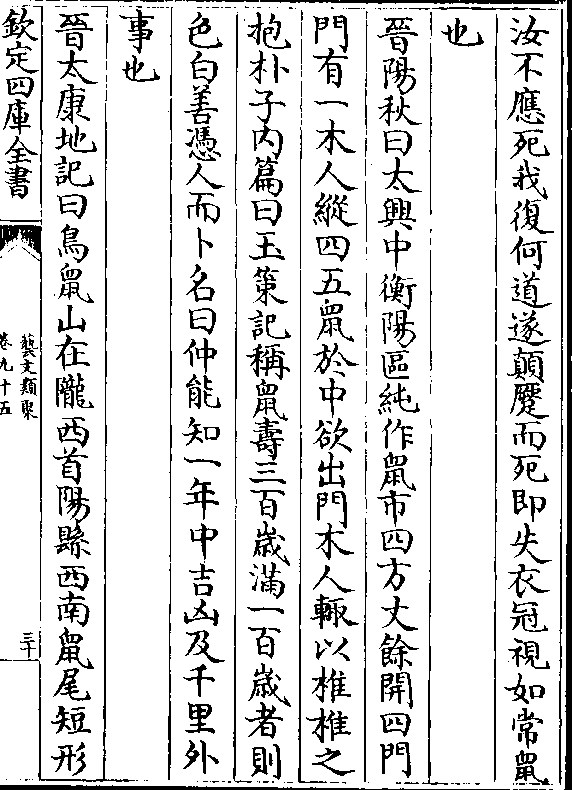 汝不應死我復何道遂顛蹷而死即失衣冠視如常鼠
也
晉陽秋曰太興中衡陽區純作鼠市四方丈餘開四門
門有一木人縱四五鼠於中欲出門木人輙以椎椎之
抱朴子内篇曰玉策記稱鼠壽三百歳滿一百歳者則
色白善憑人而卜名曰仲能知一年中吉凶及千里外
事也
晉太康地記曰鳥鼠山在隴西首陽縣西南鼠尾短形
欽定四庫全書
藝文類聚
卷九十五
三十